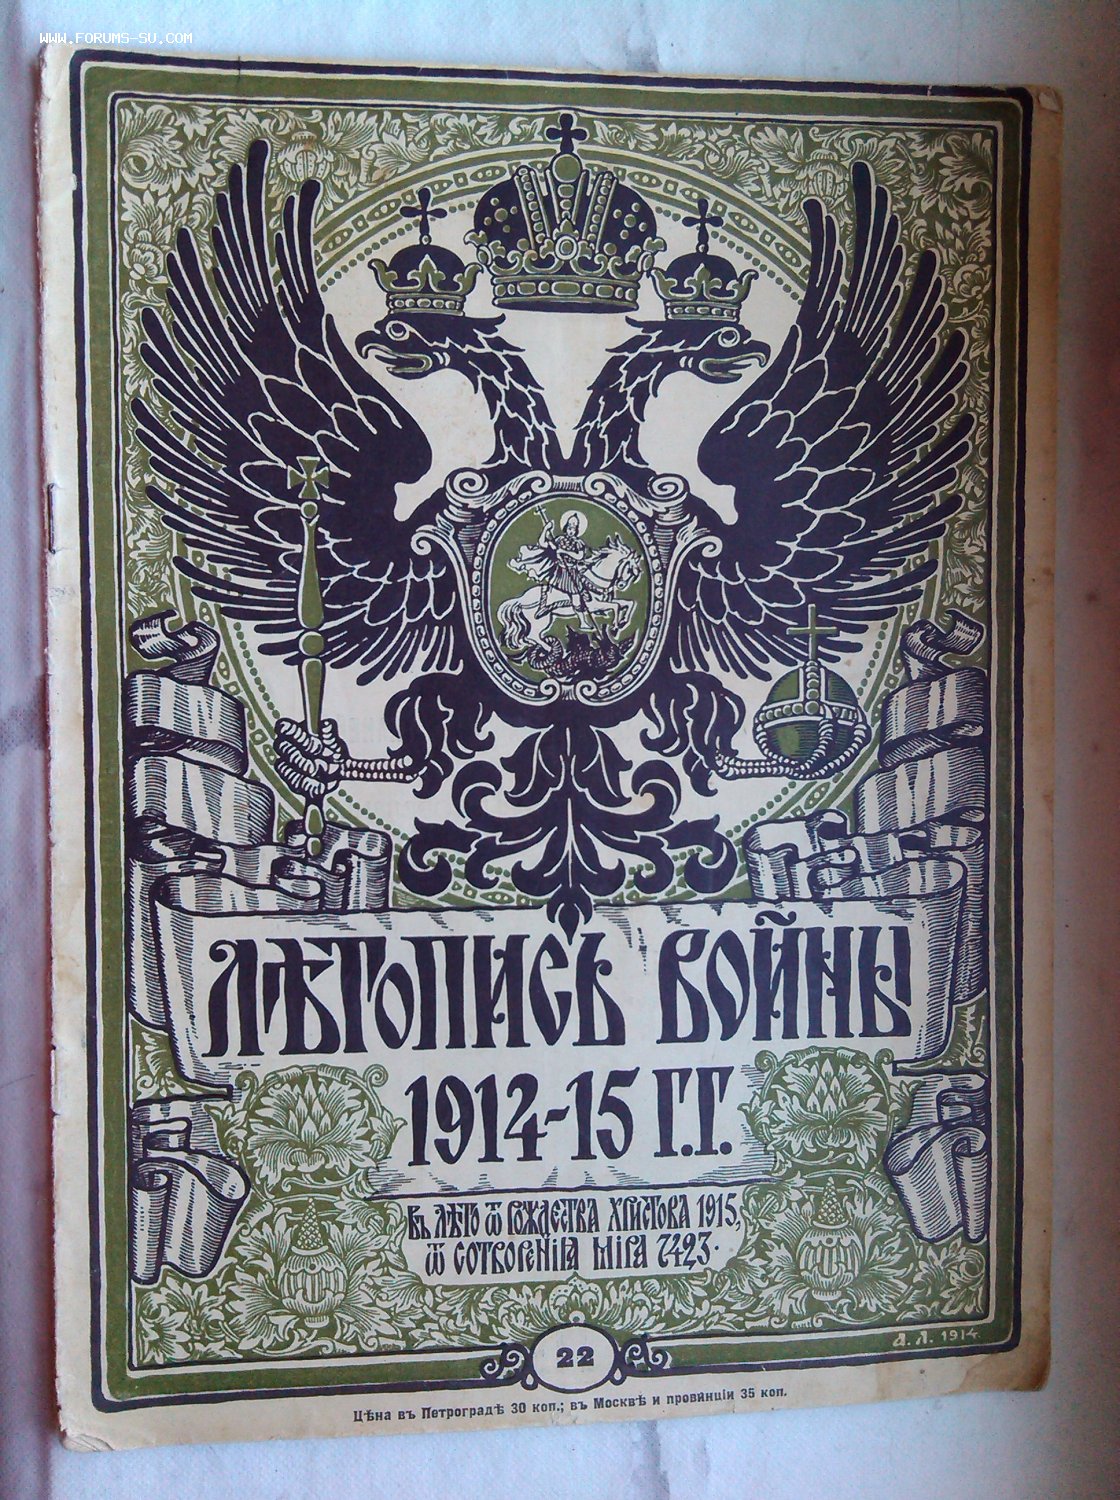 WWW.FORUMS-SU.COM
ЛѢТОПИСЬ ВОЙНЫ
1914-15 Г.Г.
ВЪ ЛѢТО Ѿ РОЖДЕСТВА ХРИСТОВА 1915,
Ѿ СОТВОРЕНІѦ МІРА 7423.
Л. Л. 1914
22
Цѣна въ Петроградѣ 30 коп.; въ Москвѣ и провинціи 35 коп.